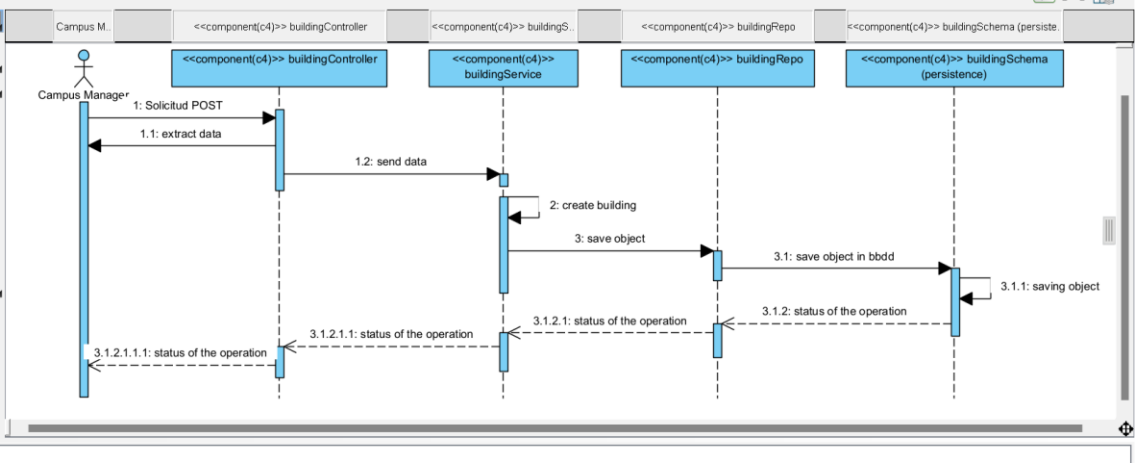 Campus M..
<<component(c4)>> buildingController
<<component(c4)>> buildingS..
<<component(c4)>> buildingRepo
<<component(c4)>> buildingSchema (persiste.
<<component(c4)>> buildingController
<<component(c4)>>
buildingService
<<component(c4)>> buildingRepo
<<component(c4)>> buildingSchema
(persistence)
Campus Manager
1: Solicitud POST
1.1: extract data
1.2: send data
2: create building
3: save object
3.1: save object in bbdd
3.1.1: saving object
3.1.2: status of the operation
3.1.2.1: status of the operation
3.1.2.1.1: status of the operation
3.1.2.1.1.1: status of the operation